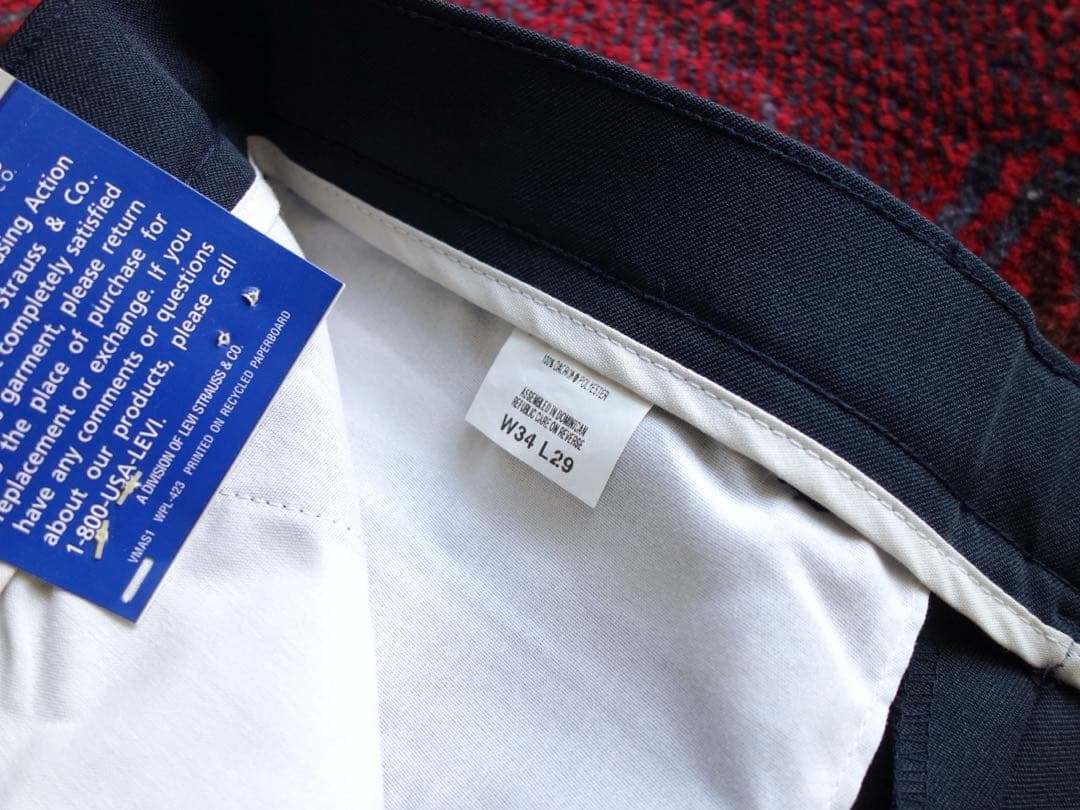 CO.
sing Action
Strauss & Co..
completely satisfied
garment, please return
the place of purchase for
replacement or exchange. If you
have any comments or questions
about our products, please call
1-800-USA-LEVI.
A DIVISION OF LEVI STRAUSS & CO.
VMAS1 WPL-423 PRINTED ON RECYCLED PAPERBOARD
100% DACRON® POLYESTER
ASSEMBLED IN DOMINICAN
REPUBLIC CARE ON REVERSE
W34 L29